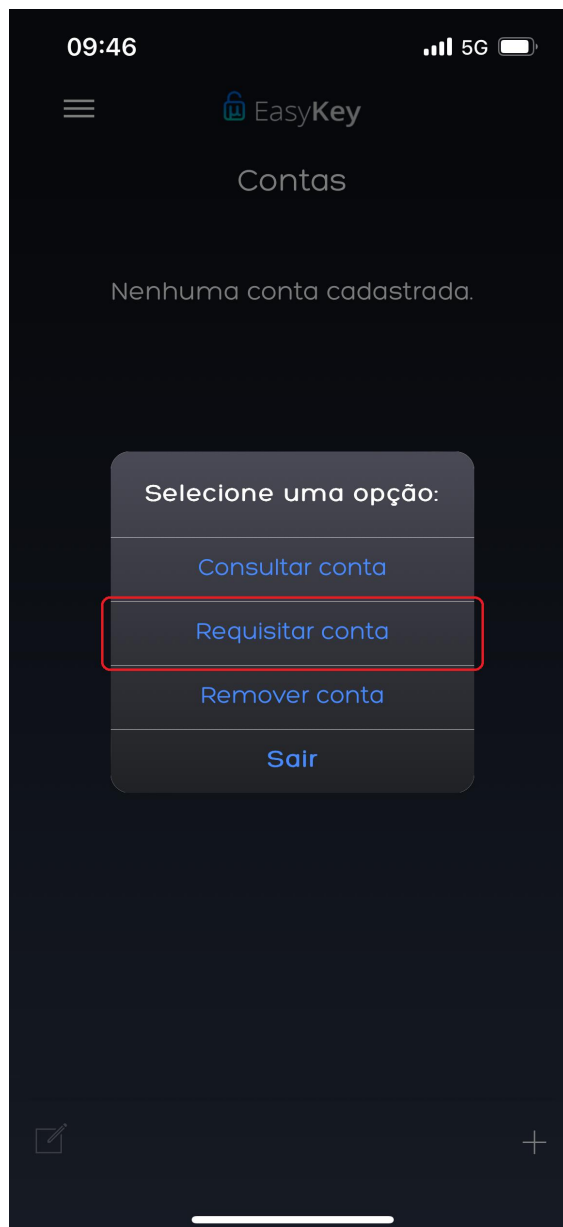 09:46 5G
EasyKey
Contas
Nenhuma conta cadastrada.
Selecione uma opção:
Consultar conta
Requisitar conta
Remover conta
Sair